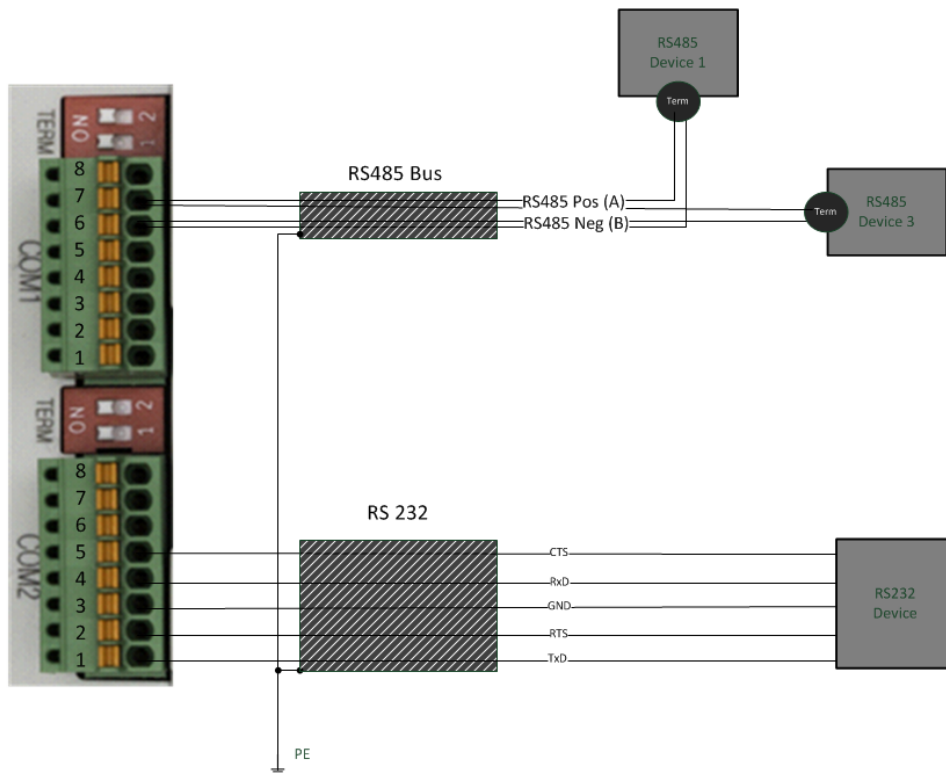 RS485
Device 1
Term
TERM
ON
2
1
8
7
6
5
4
3
2
1
COM1
RS485 Bus
RS485 Pos (A)
RS485 Neg (B)
Term
RS485
Device 3
TERM
ON
2
1
8
7
6
5
4
3
2
1
COM2
RS 232
CTS
RxD
GND
RTS
TxD
RS232
Device
PE